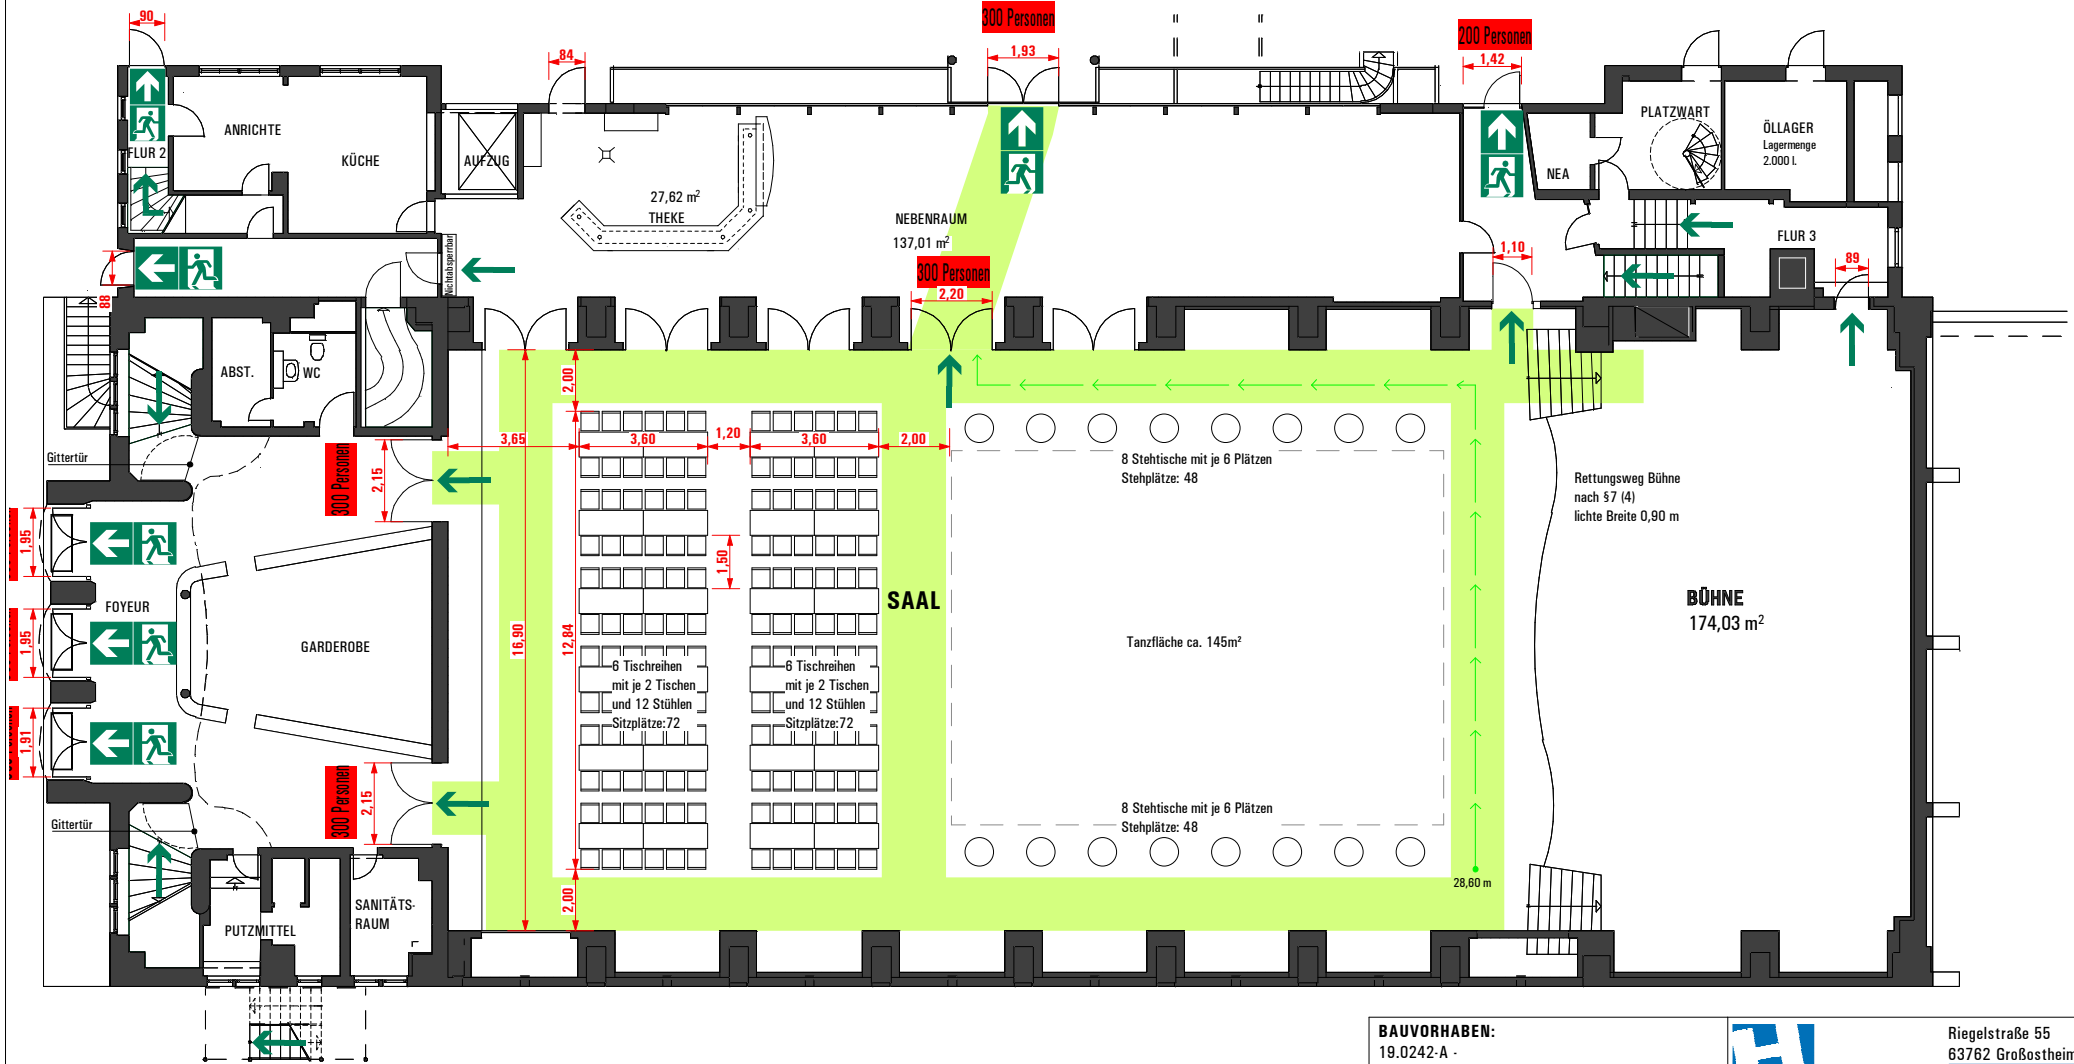 90
300 Personen
1,93
200 Personen
1,42
84
ANRICHTE
KÜCHE
FLUR 2
AUFZUG
27,62 m²
THEKE
NEBENRAUM
137,01 m²
PLATZWART
ÖLLAGER
Lagermenge
2.000 l.
NEA
FLUR 3
1,10
89
300 Personen
2,20
Nichtabsperrbar
88
ABST.
WC
2,00
3,65
3,60
1,20
3,60
2,00
Gittertür
300 Personen
2,15
8 Stehtische mit je 6 Plätzen
Stehplätze: 48
Rettungsweg Bühne
nach §7 (4)
lichte Breite 0,90 m
1,95
1,50
FOYEUR
GARDEROBE
1,95
16,90
12,84
SAAL
BÜHNE
174,03 m²
Tanzfläche ca. 145m²
6 Tischreihen
mit je 2 Tischen
und 12 Stühlen
Sitzplätze:72
6 Tischreihen
mit je 2 Tischen
und 12 Stühlen
Sitzplätze:72
1,91
300 Personen
2,15
8 Stehtische mit je 6 Plätzen
Stehplätze: 48
Gittertür
28,60 m
2,00
SANITÄTS-
RAUM
PUTZMITTEL
BAUVORHABEN:
19.0242-A -
Riegelstraße 55
63762 Großostheim